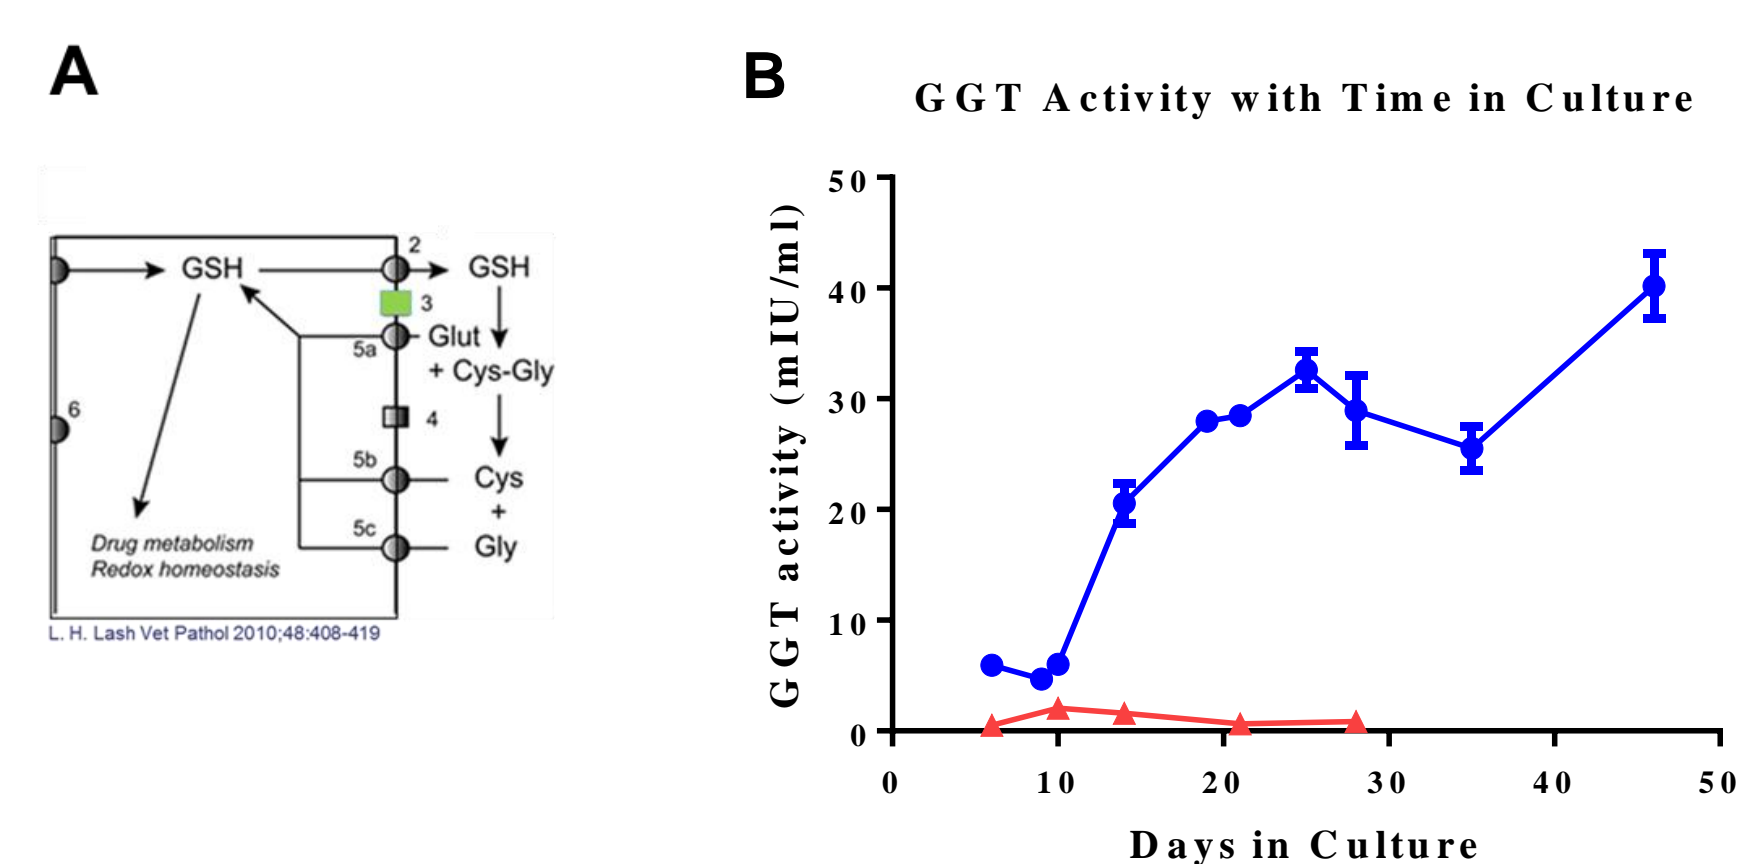 A
2
GSH
GSH
3
Glut
5a
+ Cys-Gly
6
4
5b
Cys
+
5c
Gly
Drug metabolism
Redox homeostasis
L. H. Lash Vet Pathol 2010;48:408-419
B
GGT Activity with Time in Culture
GGT activity (mIU/ml)
50
40
30
20
10
0
0 10 20 30 40 50
Days in Culture